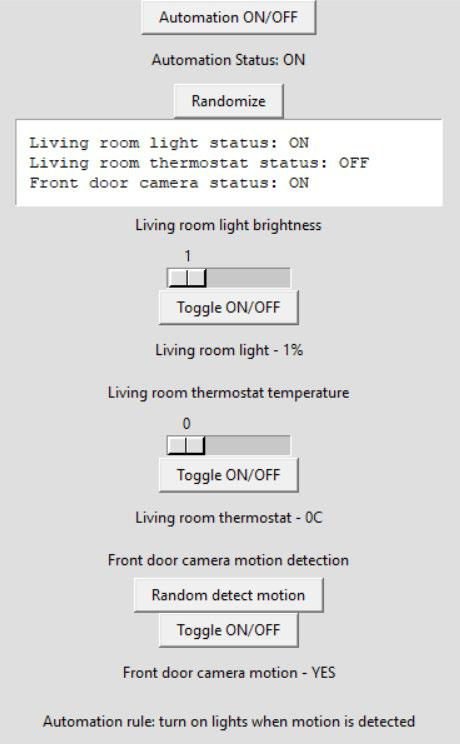 Automation ON/OFF
Automation Status: ON
Randomize
Living room light status: ON
Living room thermostat status: OFF
Front door camera status: ON
Living room light brightness
1
Toggle ON/OFF
Living room light - 1%
Living room thermostat temperature
0
Toggle ON/OFF
Living room thermostat - 0C
Front door camera motion detection
Random detect motion
Toggle ON/OFF
Front door camera motion - YES
Automation rule: turn on lights when motion is detected